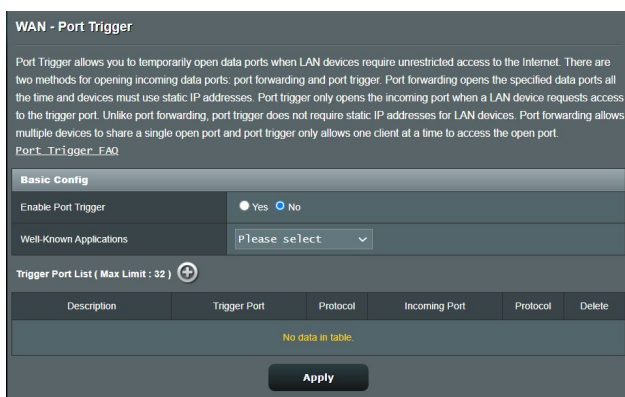 WAN - Port Trigger
Port Trigger allows you to temporarily open data ports when LAN devices require unrestricted access to the Internet. There are
two methods for opening incoming data ports: port forwarding and port trigger. Port forwarding opens the specified data ports all
the time and devices must use static IP addresses. Port trigger only opens the incoming port when a LAN device requests access
to the trigger port. Unlike port forwarding, port trigger does not require static IP addresses for LAN devices. Port forwarding allows
multiple devices to share a single open port and port trigger only allows one client at a time to access the open port.
Port Trigger FAQ
Basic Config
Enable Port Trigger Yes No
Well-Known Applications Please select
Trigger Port List ( Max Limit : 32 )
Description Trigger Port Protocol Incoming Port Protocol Delete
No data in table.
Apply